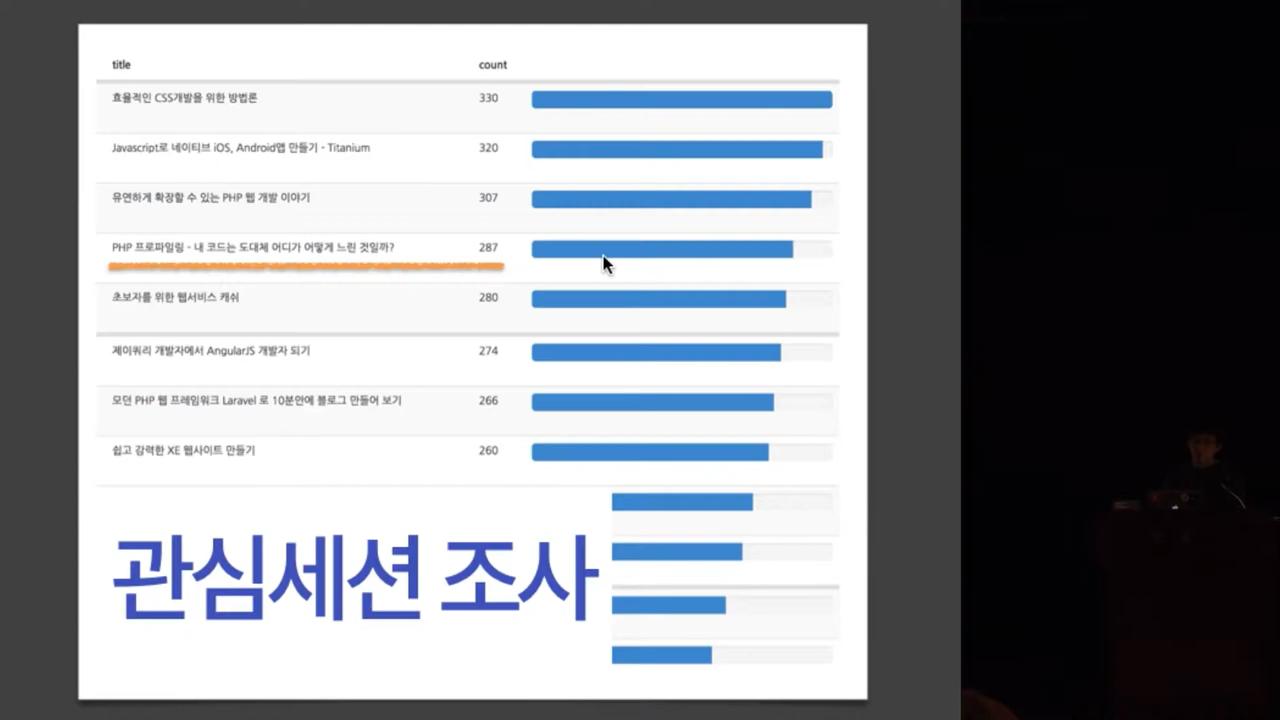 title count
효율적인 CSS개발을 위한 방법론 330
Javascript로 네이티브 iOS, Android앱 만들기 - Titanium 320
유연하게 확장할 수 있는 PHP 웹 개발 이야기 307
PHP 프로파일링 - 내 코드는 도대체 어디가 어떻게 느린 것일까? 287
초보자를 위한 웹서비스 캐쉬 280
제이쿼리 개발자에서 AngularJS 개발자 되기 274
모던 PHP 웹 프레임워크 Laravel 로 10분안에 블로그 만들어 보기 266
쉽고 강력한 XE 웹사이트 만들기 260
관심세션 조사